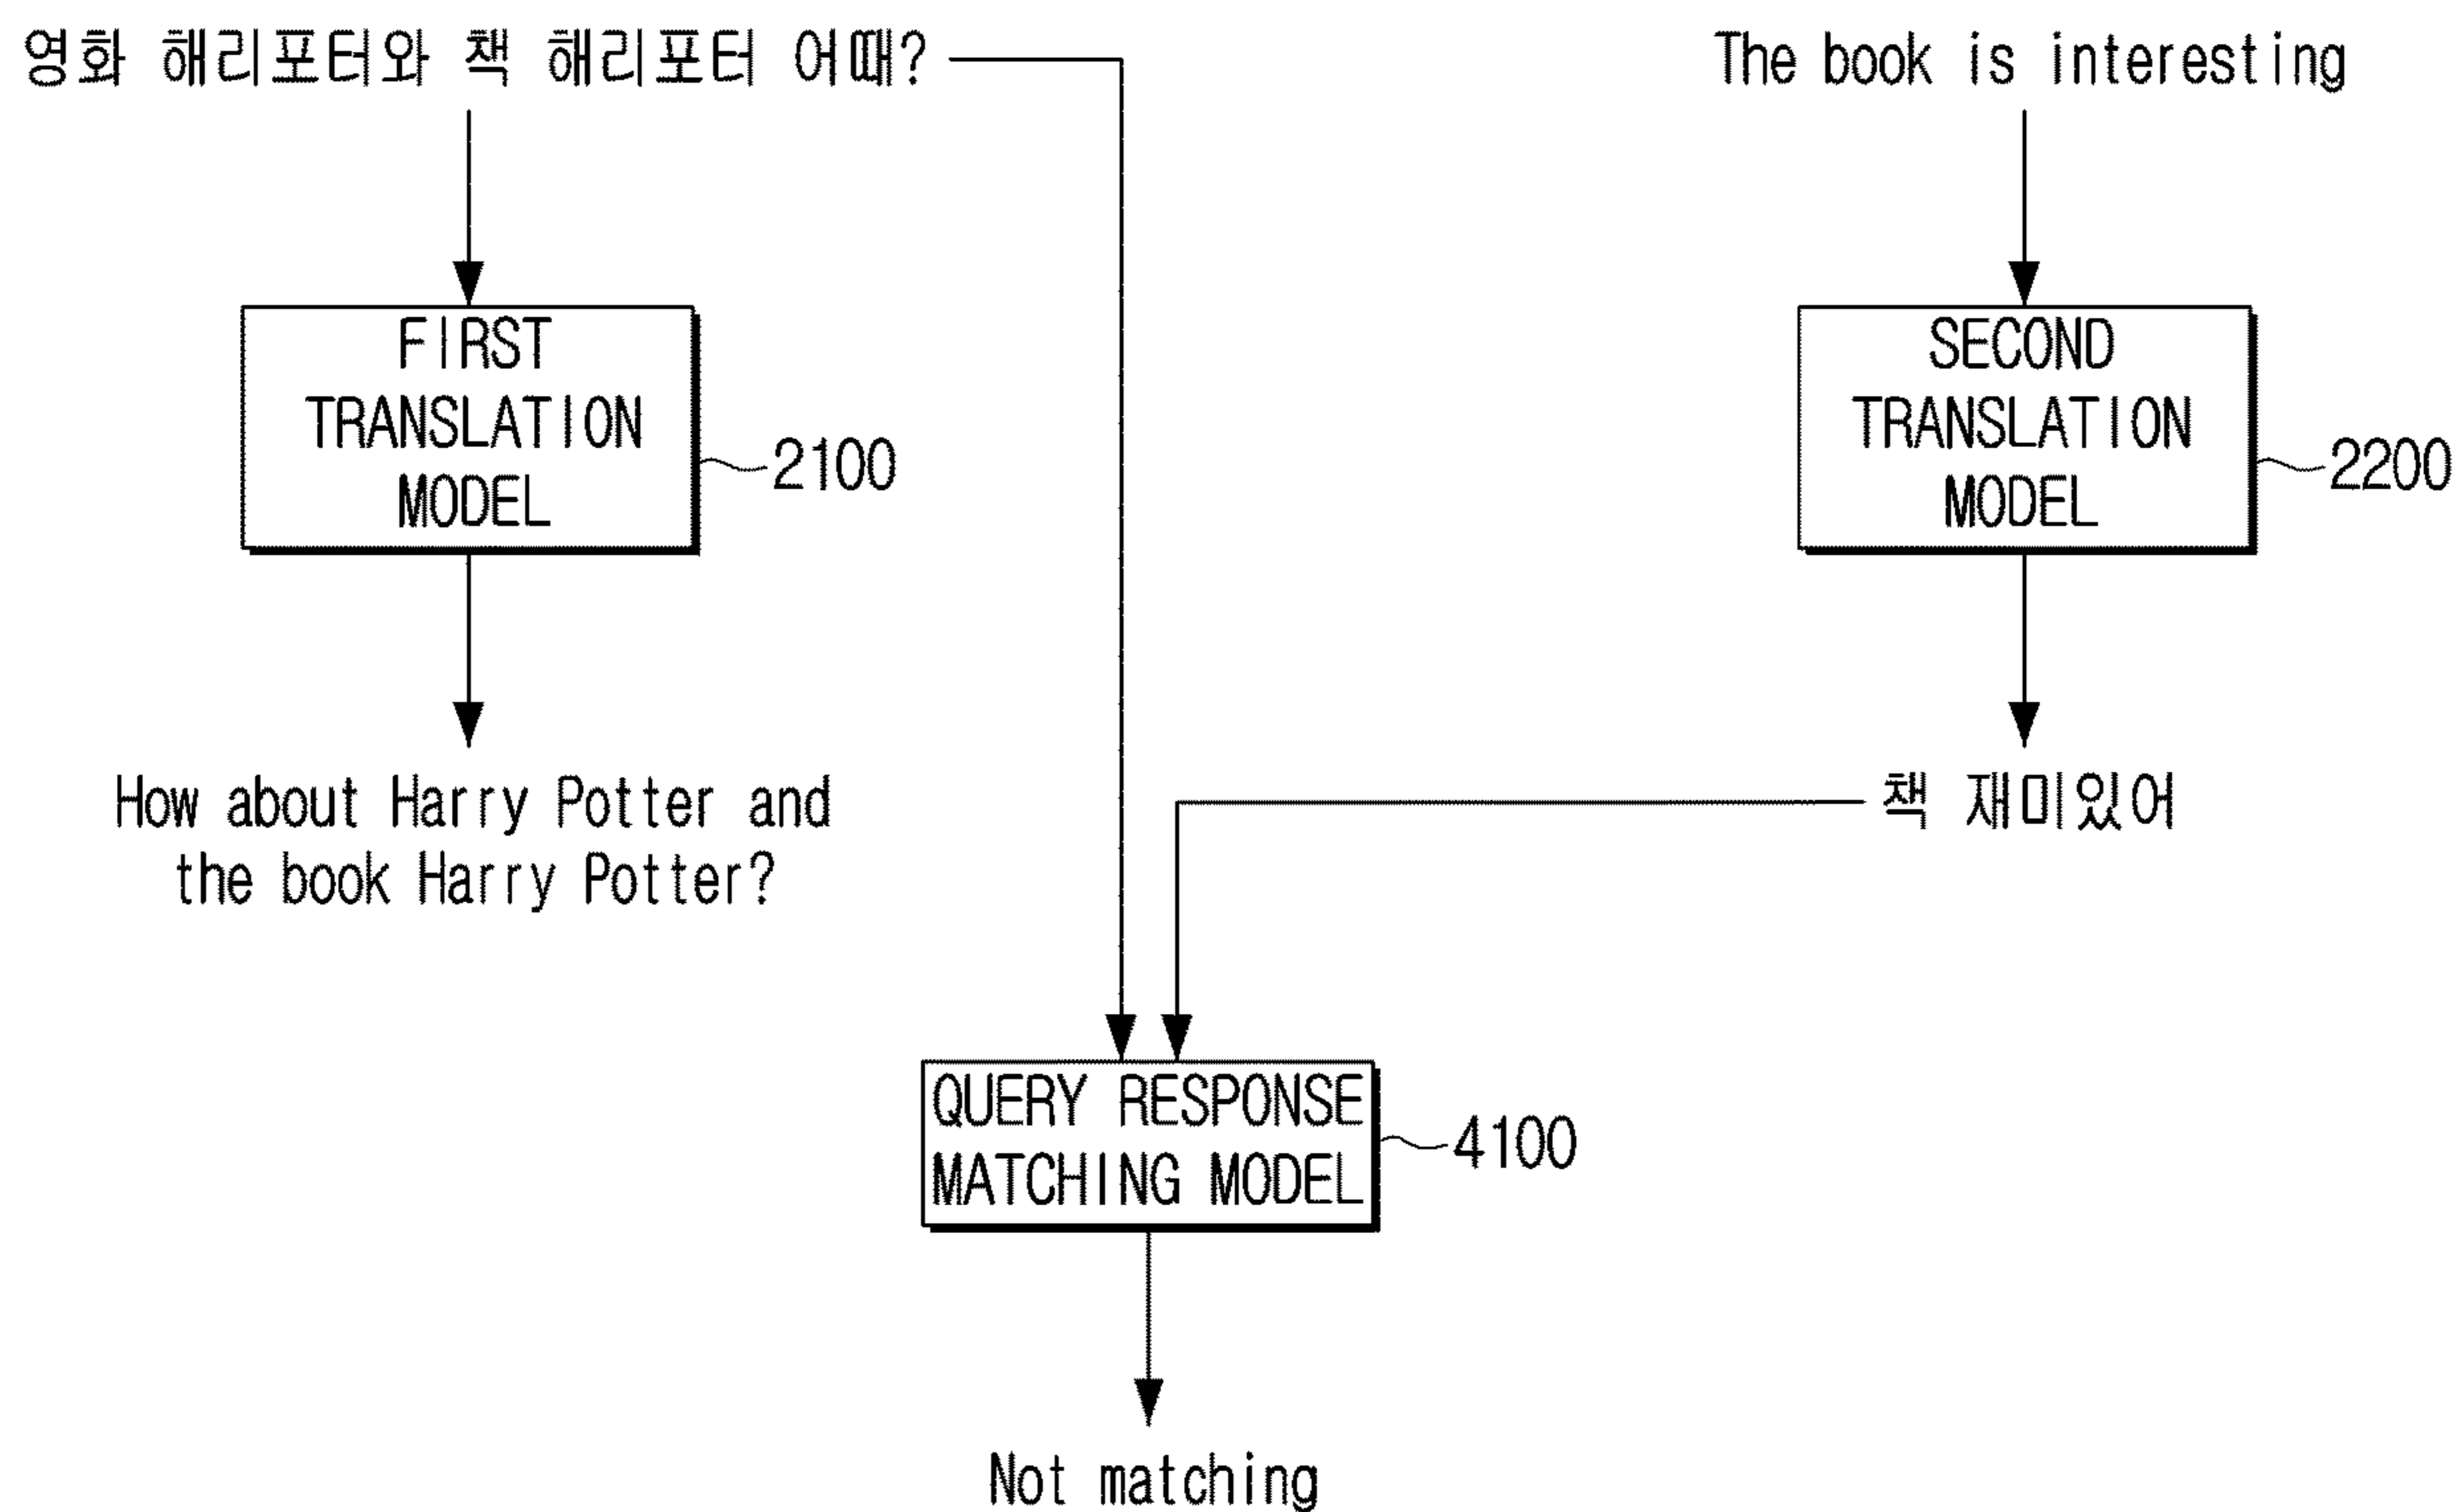 영화 해리포터와 책 해리포터 어때?
The book is interesting
FIRST
TRANSLATION
MODEL
2100
SECOND
TRANSLATION
MODEL
2200
How about Harry Potter and
the book Harry Potter?
책 재미있어
QUERY RESPONSE
MATCHING MODEL
4100
Not matching